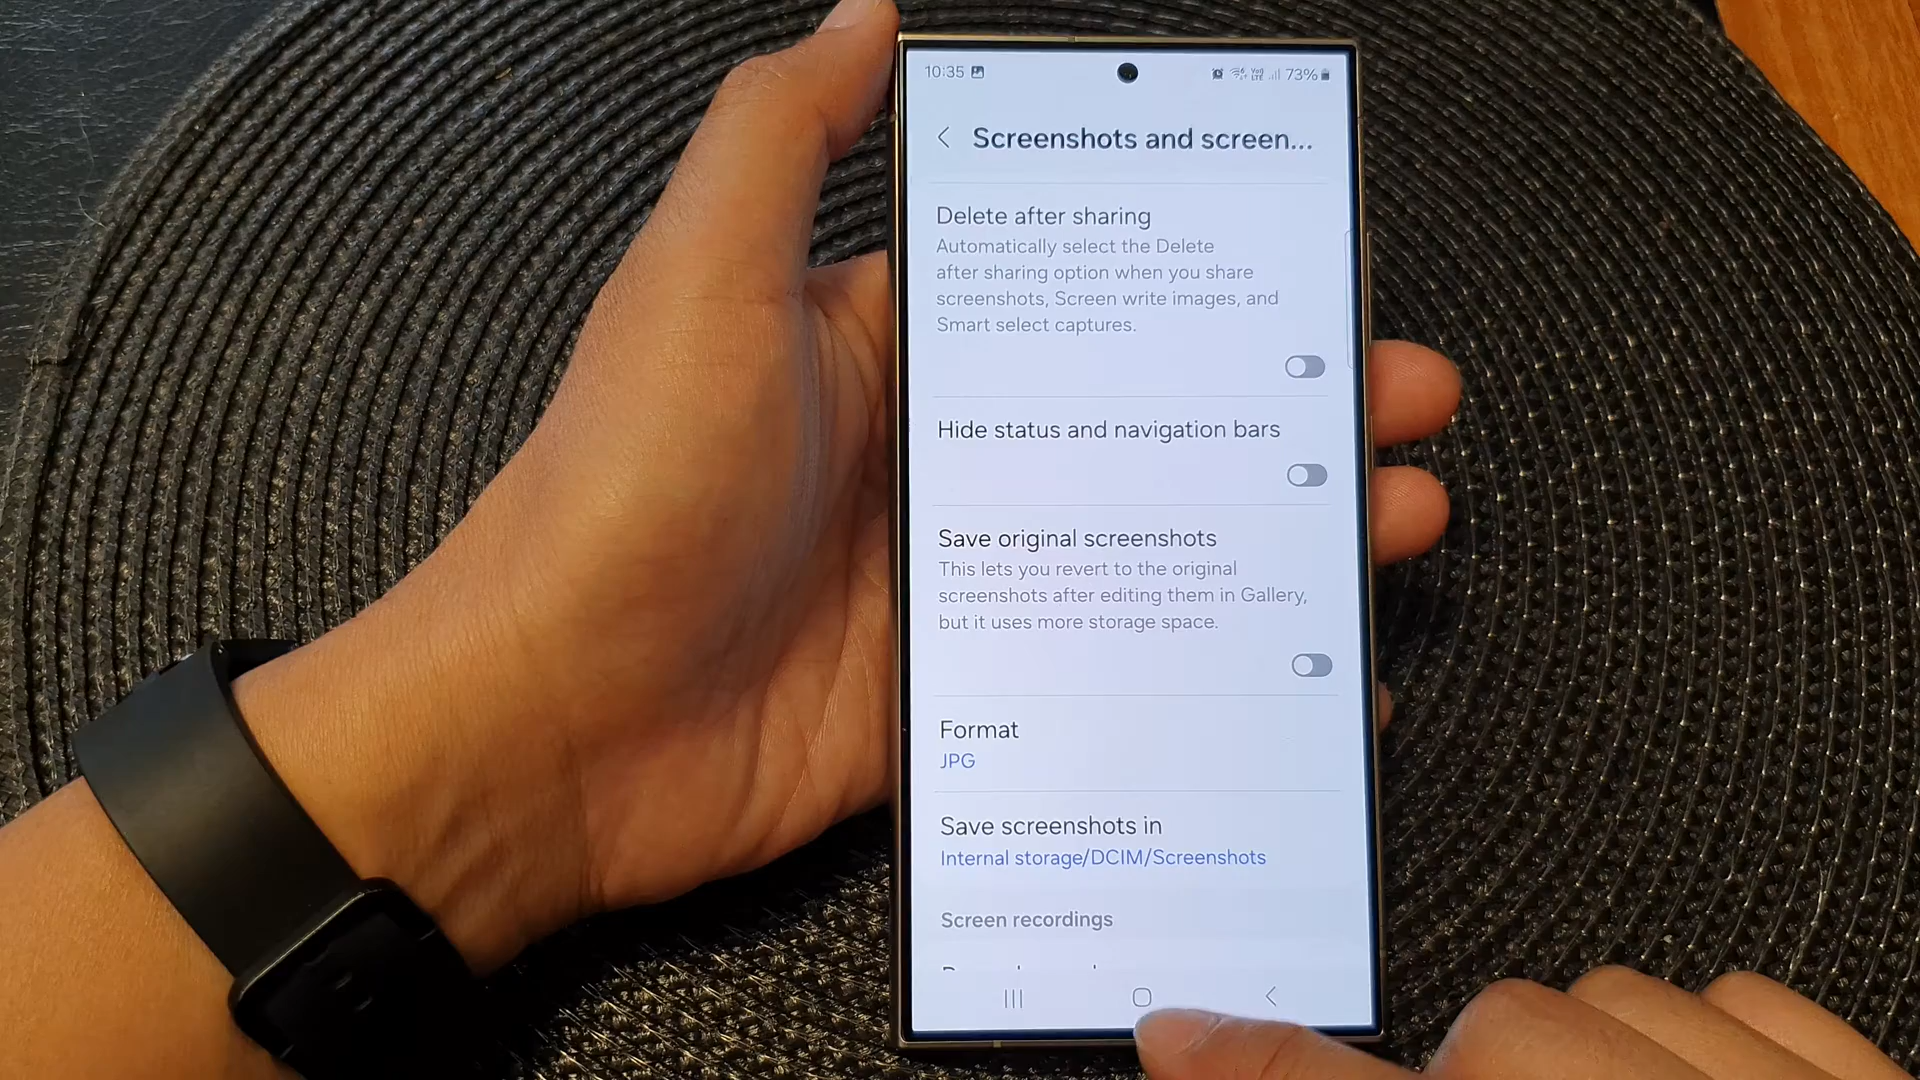 10:35 73%
Screenshots and screen...
Delete after sharing
Automatically select the Delete
after sharing option when you share
screenshots, Screen write images, and
Smart select captures.
Hide status and navigation bars
Save original screenshots
This lets you revert to the original
screenshots after editing them in Gallery,
but it uses more storage space.
Format
JPG
Save screenshots in
Internal storage/DCIM/Screenshots
Screen recordings